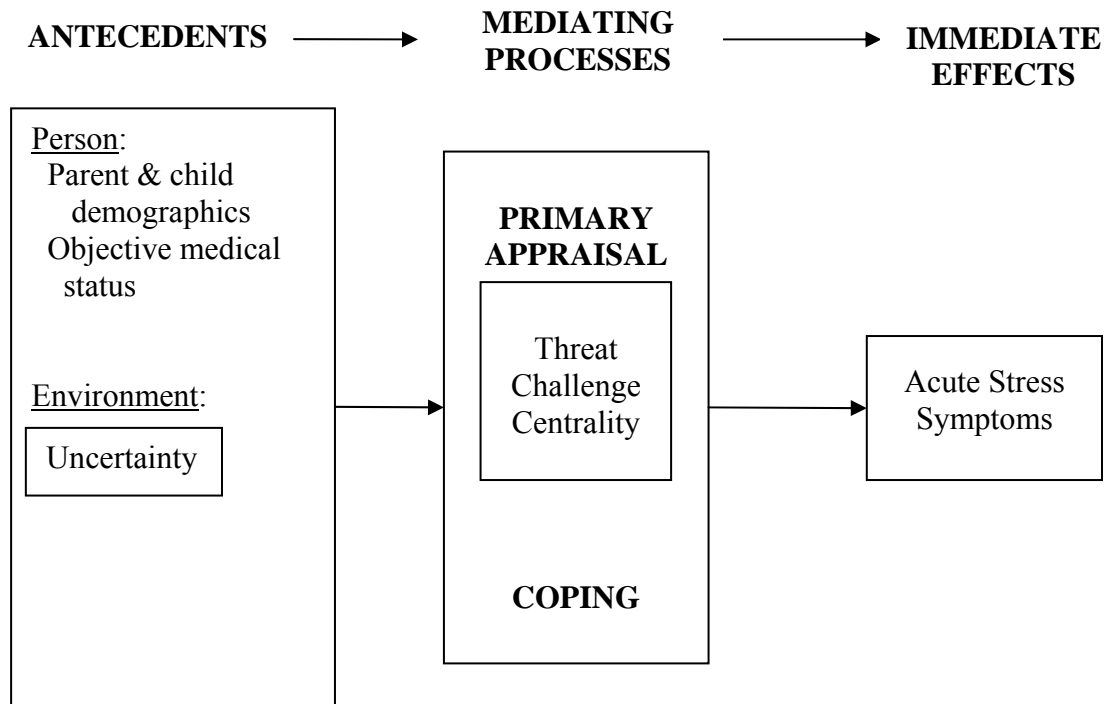 ANTECEDENTS
MEDIATING
PROCESSES
IMMEDIATE
EFFECTS
Person:
Parent & child
demographics
Objective medical
status
Environment:
Uncertainty
PRIMARY
APPRAISAL
Threat
Challenge
Centrality
COPING
Acute Stress
Symptoms